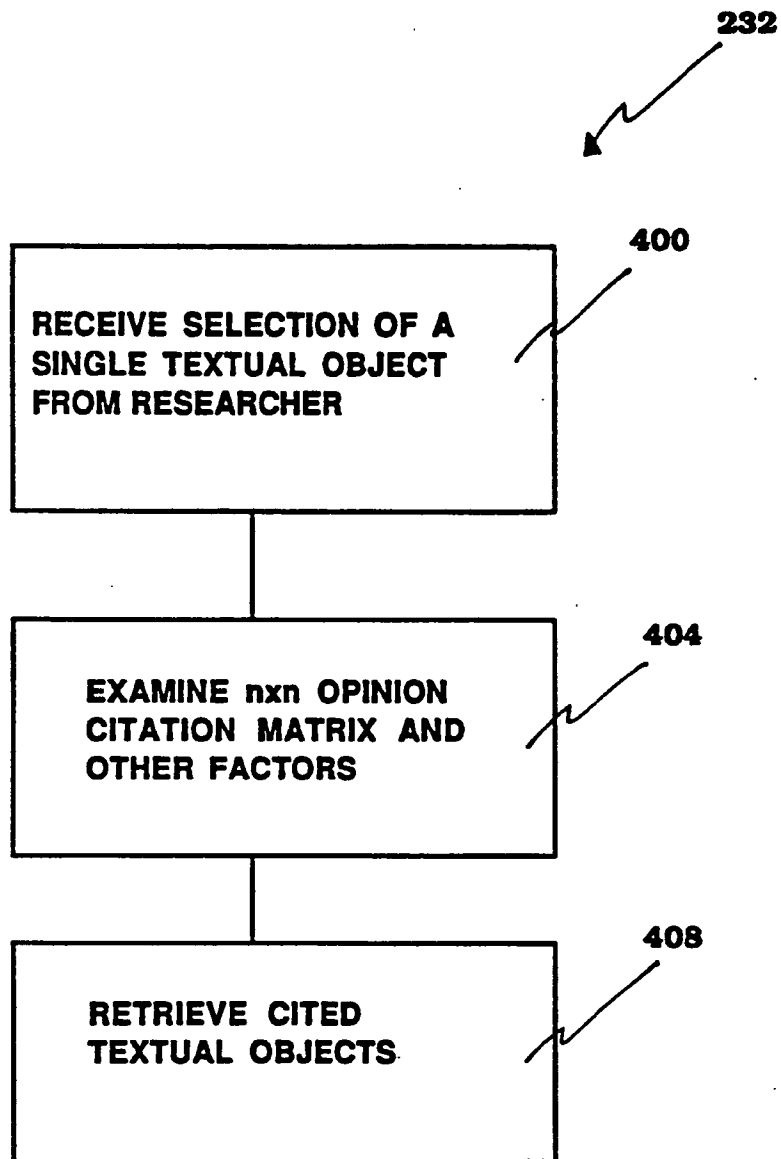 232
400
RECEIVE SELECTION OF A
SINGLE TEXTUAL OBJECT
FROM RESEARCHER
404
EXAMINE nxn OPINION
CITATION MATRIX AND
OTHER FACTORS
408
RETRIEVE CITED
TEXTUAL OBJECTS